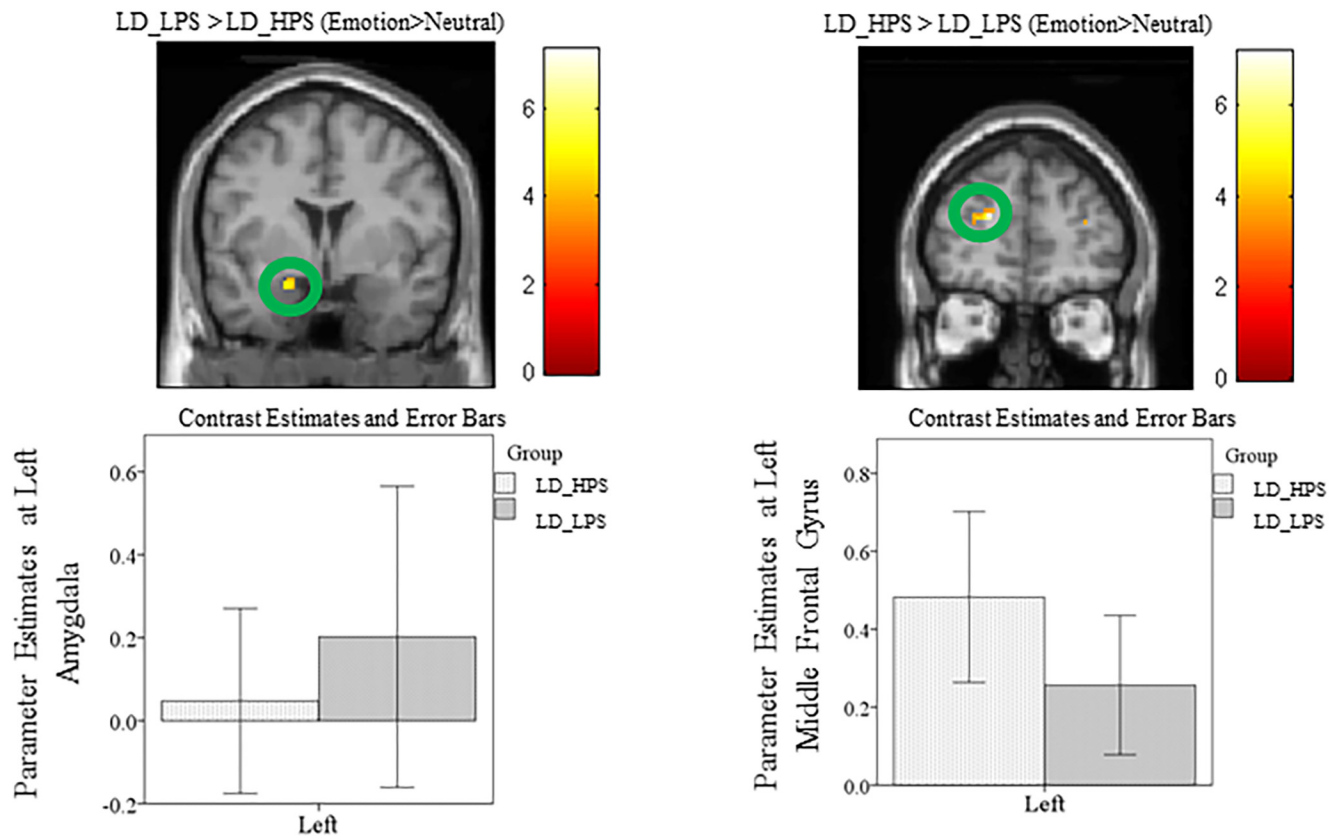 LD_LPS >LD_HPS (Emotion>Neutral)
6
4
2
0
LD_HPS > LD_LPS (Emotion>Neutral)
6
4
2
0
Contrast Estimates and Error Bars
Parameter Estimates at Left
Amygdala
0.6
0.4
0.2
0.0
-0.2
Left
Group
LD_HPS
LD_LPS
Contrast Estimates and Error Bars
Parameter Estimates at Left
Middle Frontal Gyrus
0.8
0.6
0.4
0.2
0.0
Left
Group
LD_HPS
LD_LPS